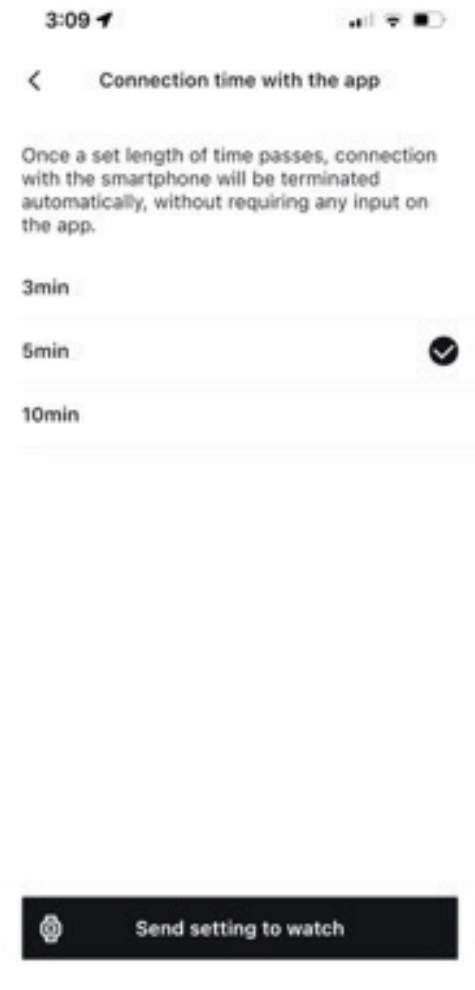 3:09
Connection time with the app
Once a set length of time passes, connection
with the smartphone will be terminated
automatically, without requiring any input on
the app.
3min
5min
10min
Send setting to watch